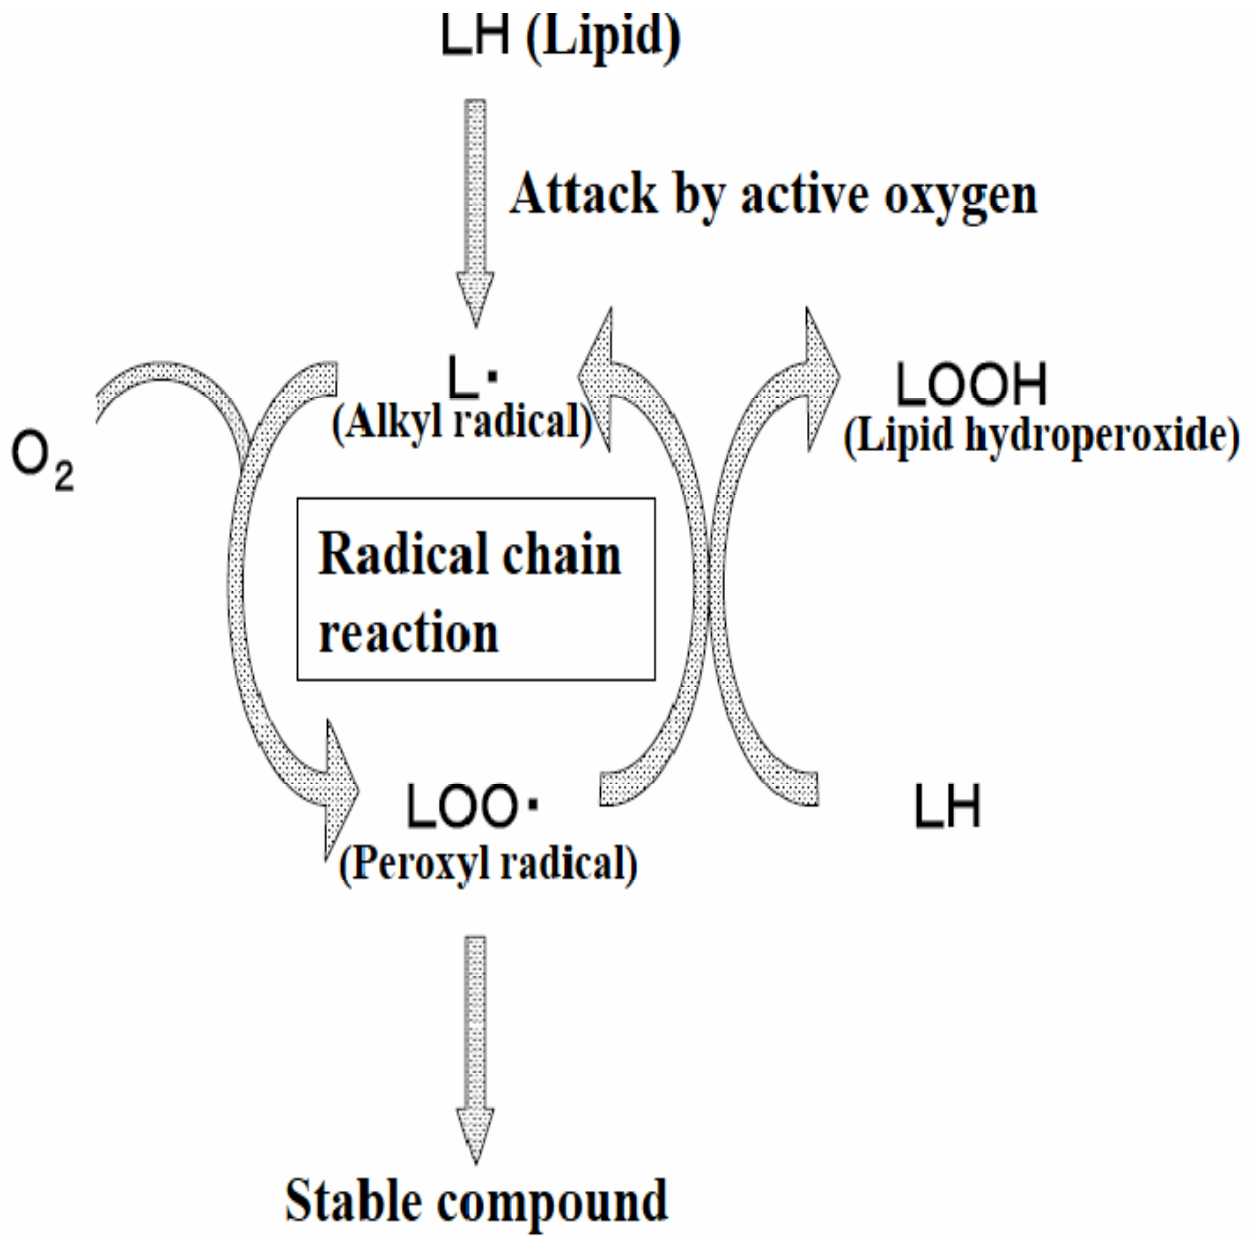 LH (Lipid)
Attack by active oxygen
L·
(Alkyl radical)
LOOH
(Lipid hydroperoxide)
O₂
Radical chain
reaction
LOO·
(Peroxyl radical)
LH
Stable compound